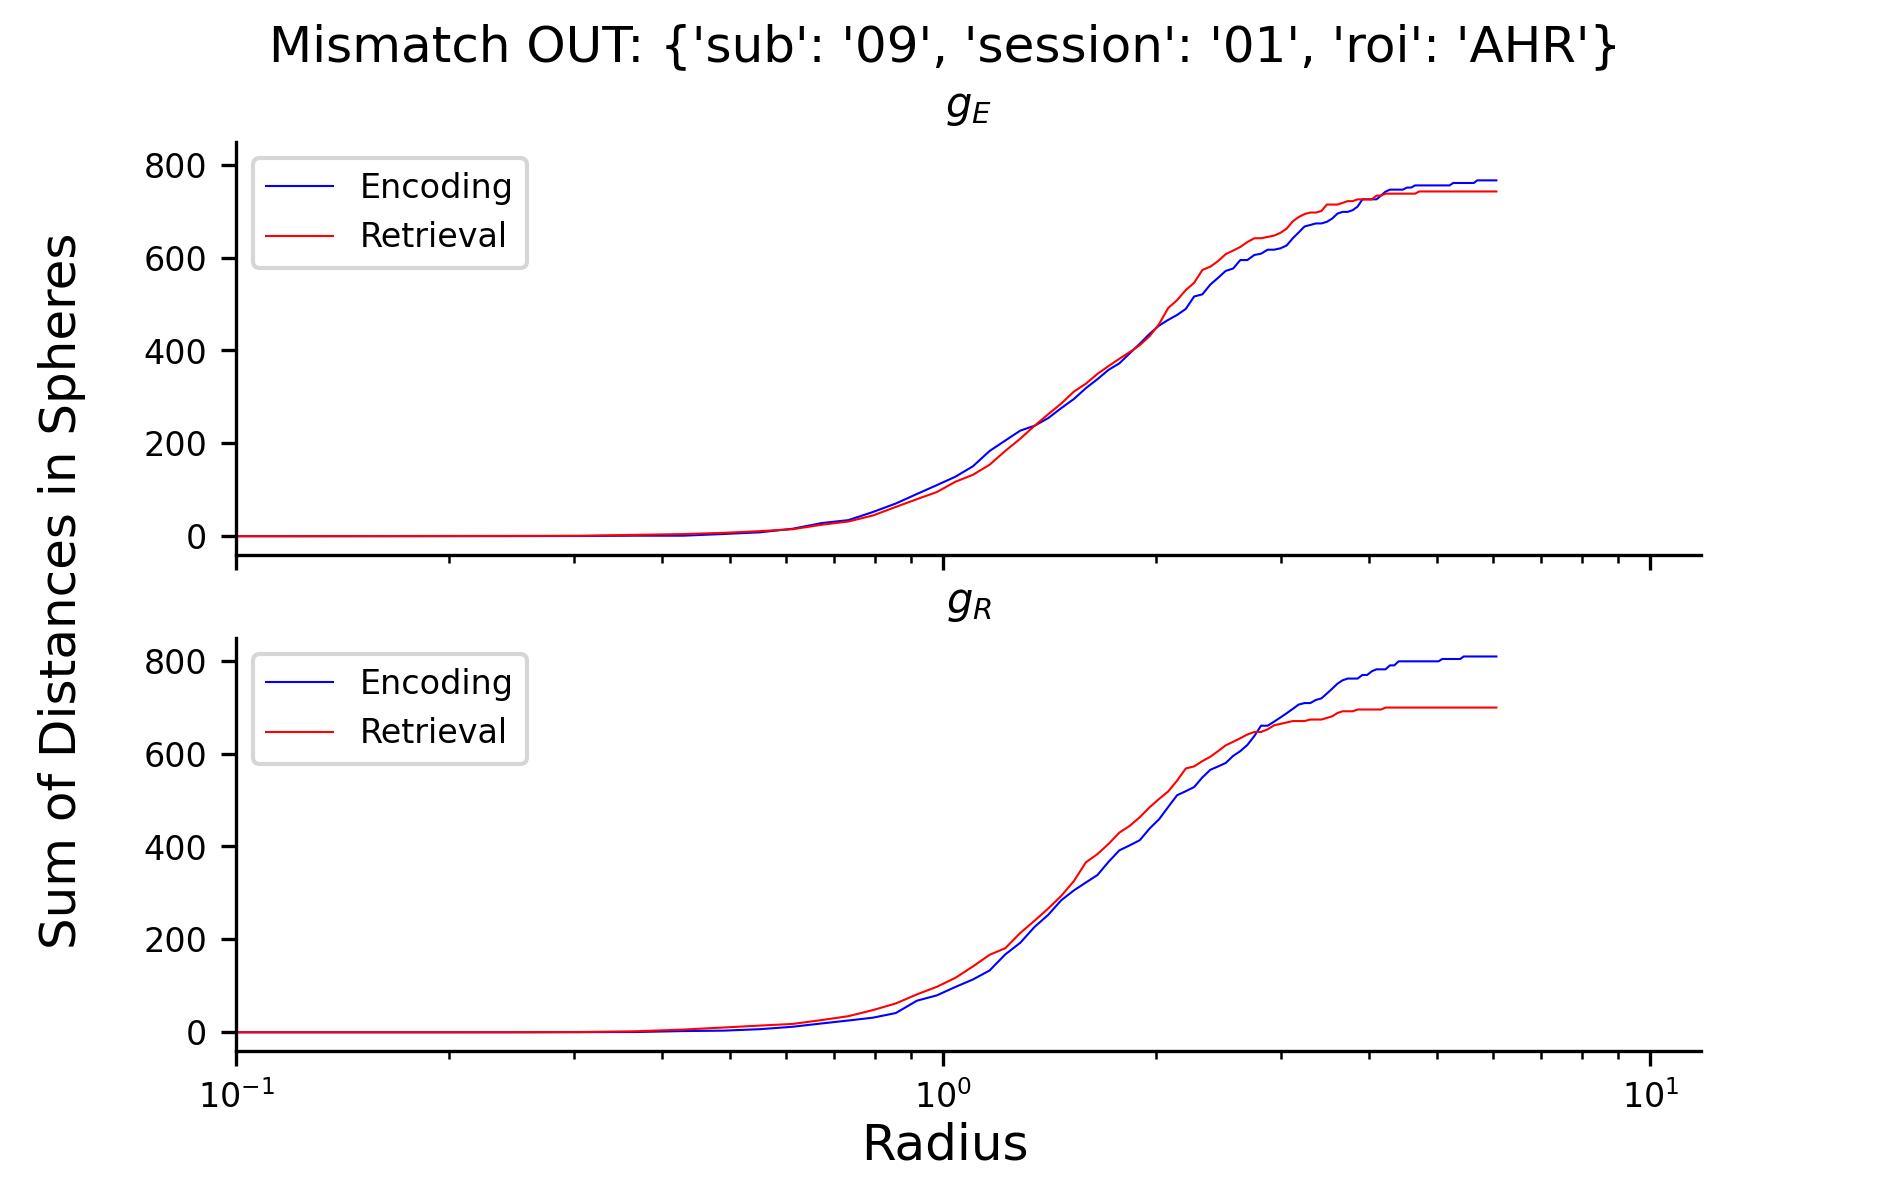 Mismatch OUT: {'sub': '09', 'session': '01', 'roi': 'AHR'}
g_E
800
600
400
200
0
Encoding
Retrieval
Sum of Distances in Spheres
g_R
800
600
400
200
0
Encoding
Retrieval
10^{-1}
10^0
10^1
Radius